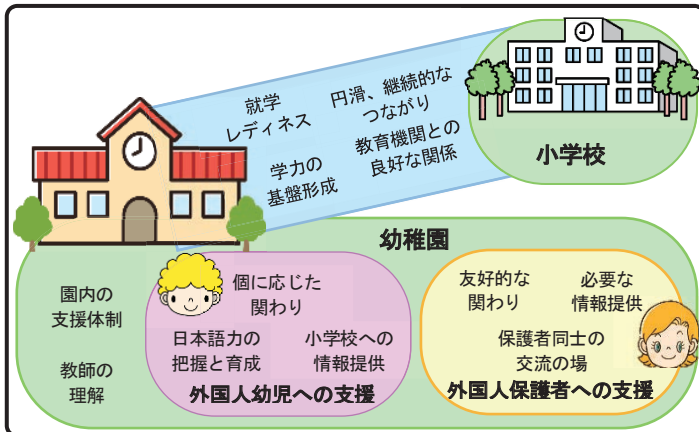 就学
レディネス
円滑、継続的な
つながり
学力の
基盤形成
教育機関との
良好な関係
小学校
幼稚園
園内の
支援体制
教師の
理解
個に応じた
関わり
日本語力の
把握と育成
小学校への
情報提供
外国人幼児への支援
友好的な
関わり
必要な
情報提供
保護者同士の
交流の場
外国人保護者への支援